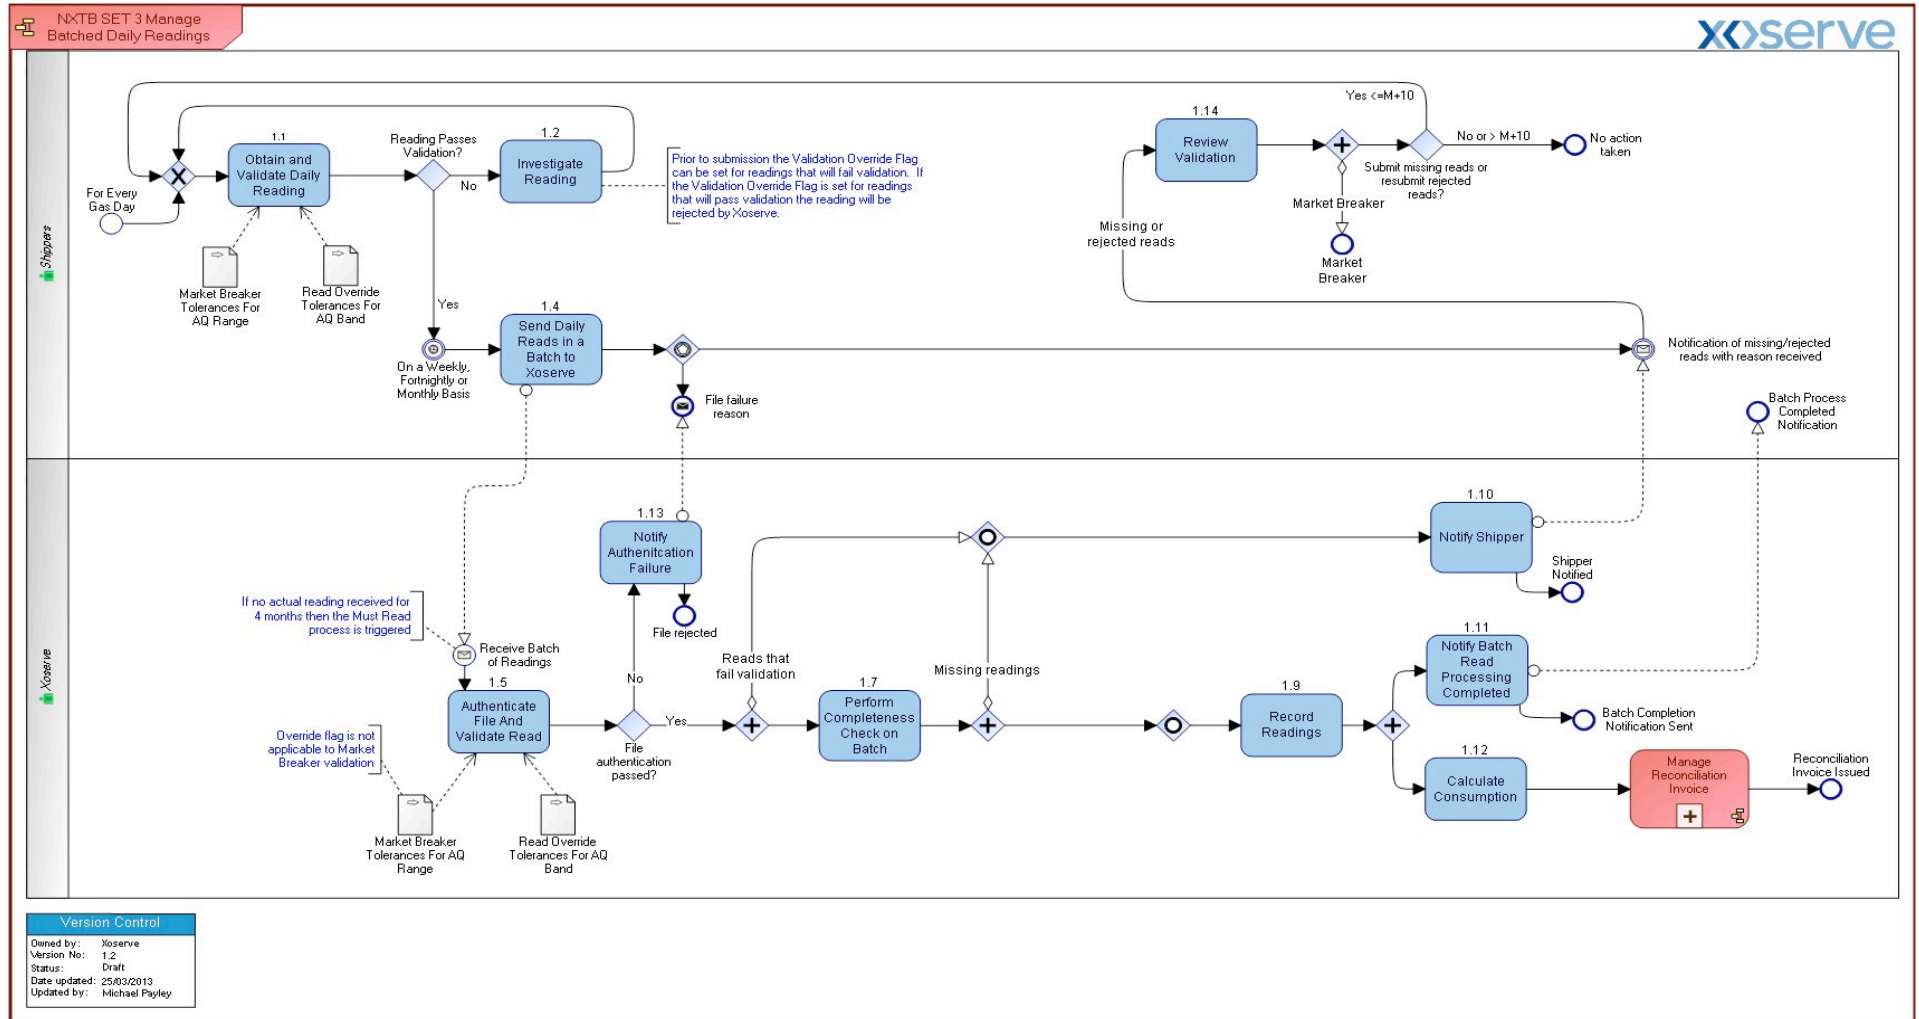 NXTB SET 3 Manage
Batched Daily Readings
xoserve
Shippers
For Every
Gas Day
1.1
Obtain and
Validate Daily
Reading
Market Breaker
Tolerances For
AQ Range
Read Override
Tolerances For
AQ Band
Reading Passes
Validation?
No
Yes
1.2
Investigate
Reading
Prior to submission the Validation Override Flag
can be set for readings that will fail validation. If
the Validation Override Flag is set for readings
that will pass validation the reading will be
rejected by Xoserve.
On a Weekly,
Fortnightly or
Monthly Basis
1.4
Send Daily
Reads in a
Batch to
Xoserve
File failure
reason
Missing or
rejected reads
1.14
Review
Validation
Market Breaker
Market
Breaker
Yes <=M+10
Submit missing reads or
resubmit rejected
reads?
No or > M+10
No action
taken
Notification of missing/rejected
reads with reason received
Batch Process
Completed
Notification
Xoserve
If no actual reading received for
4 months then the Must Read
process is triggered
Receive Batch
of Readings
1.5
Authenticate
File And
Validate Read
Override flag is not
applicable to Market
Breaker validation
Market Breaker
Tolerances For AQ
Range
Read Override
Tolerances For AQ
Band
1.13
Notify
Authenitcation
Failure
File rejected
No
File
authentication
passed?
Yes
Reads that
fail validation
1.7
Perform
Completeness
Check on
Batch
Missing readings
1.9
Record
Readings
1.10
Notify Shipper
Shipper
Notified
1.11
Notify Batch
Read
Processing
Completed
Batch Completion
Notification Sent
1.12
Calculate
Consumption
Manage
Reconciliation
Invoice
Reconciliation
Invoice Issued
Version Control
Owned by: Xoserve
Version No: 1.2
Status: Draft
Date updated: 25/03/2013
Updated by: Michael Payley